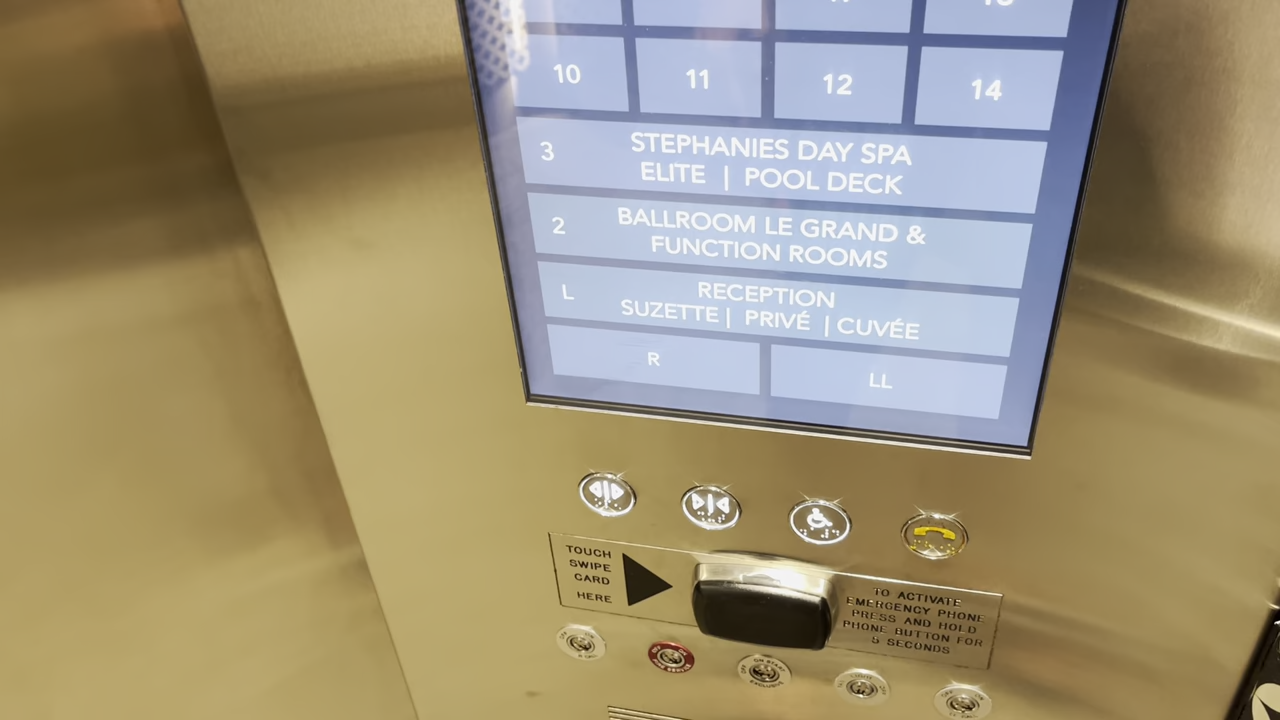 10 11 12 14
3 STEPHANIES DAY SPA
ELITE | POOL DECK
2 BALLROOM LE GRAND &
FUNCTION ROOMS
L RECEPTION
SUZETTE | PRIVÉ | CUVÉE
R LL
TOUCH
SWIPE
CARD
HERE
TO ACTIVATE
EMERGENCY PHONE
PRESS AND HOLD
PHONE BUTTON FOR
5 SECONDS